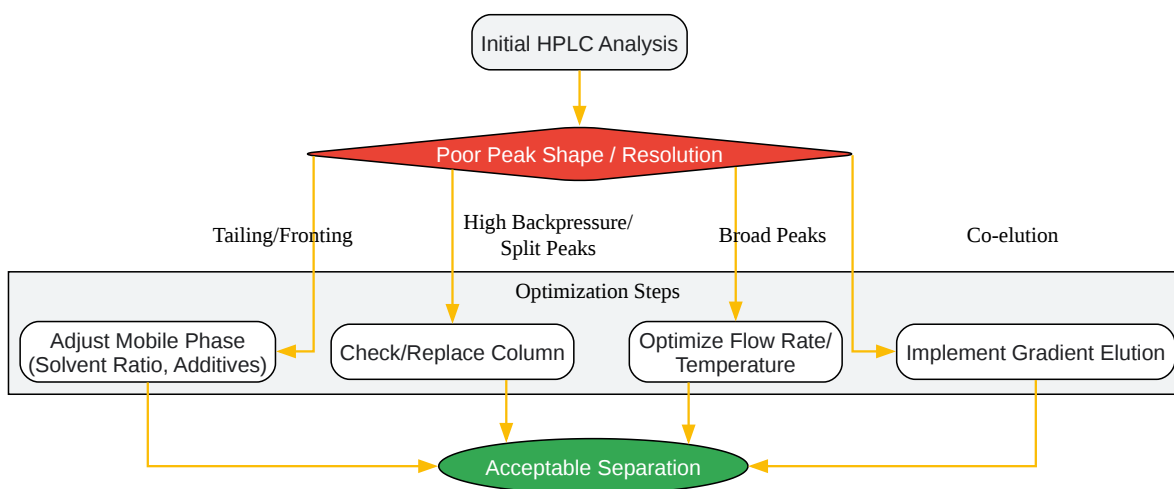 Initial HPLC Analysis
Poor Peak Shape / Resolution
Tailing/Fronting
High Backpressure/
Split Peaks
Broad Peaks
Co-elution
Optimization Steps
Adjust Mobile Phase
(Solvent Ratio, Additives)
Check/Replace Column
Optimize Flow Rate/
Temperature
Implement Gradient Elution
Acceptable Separation